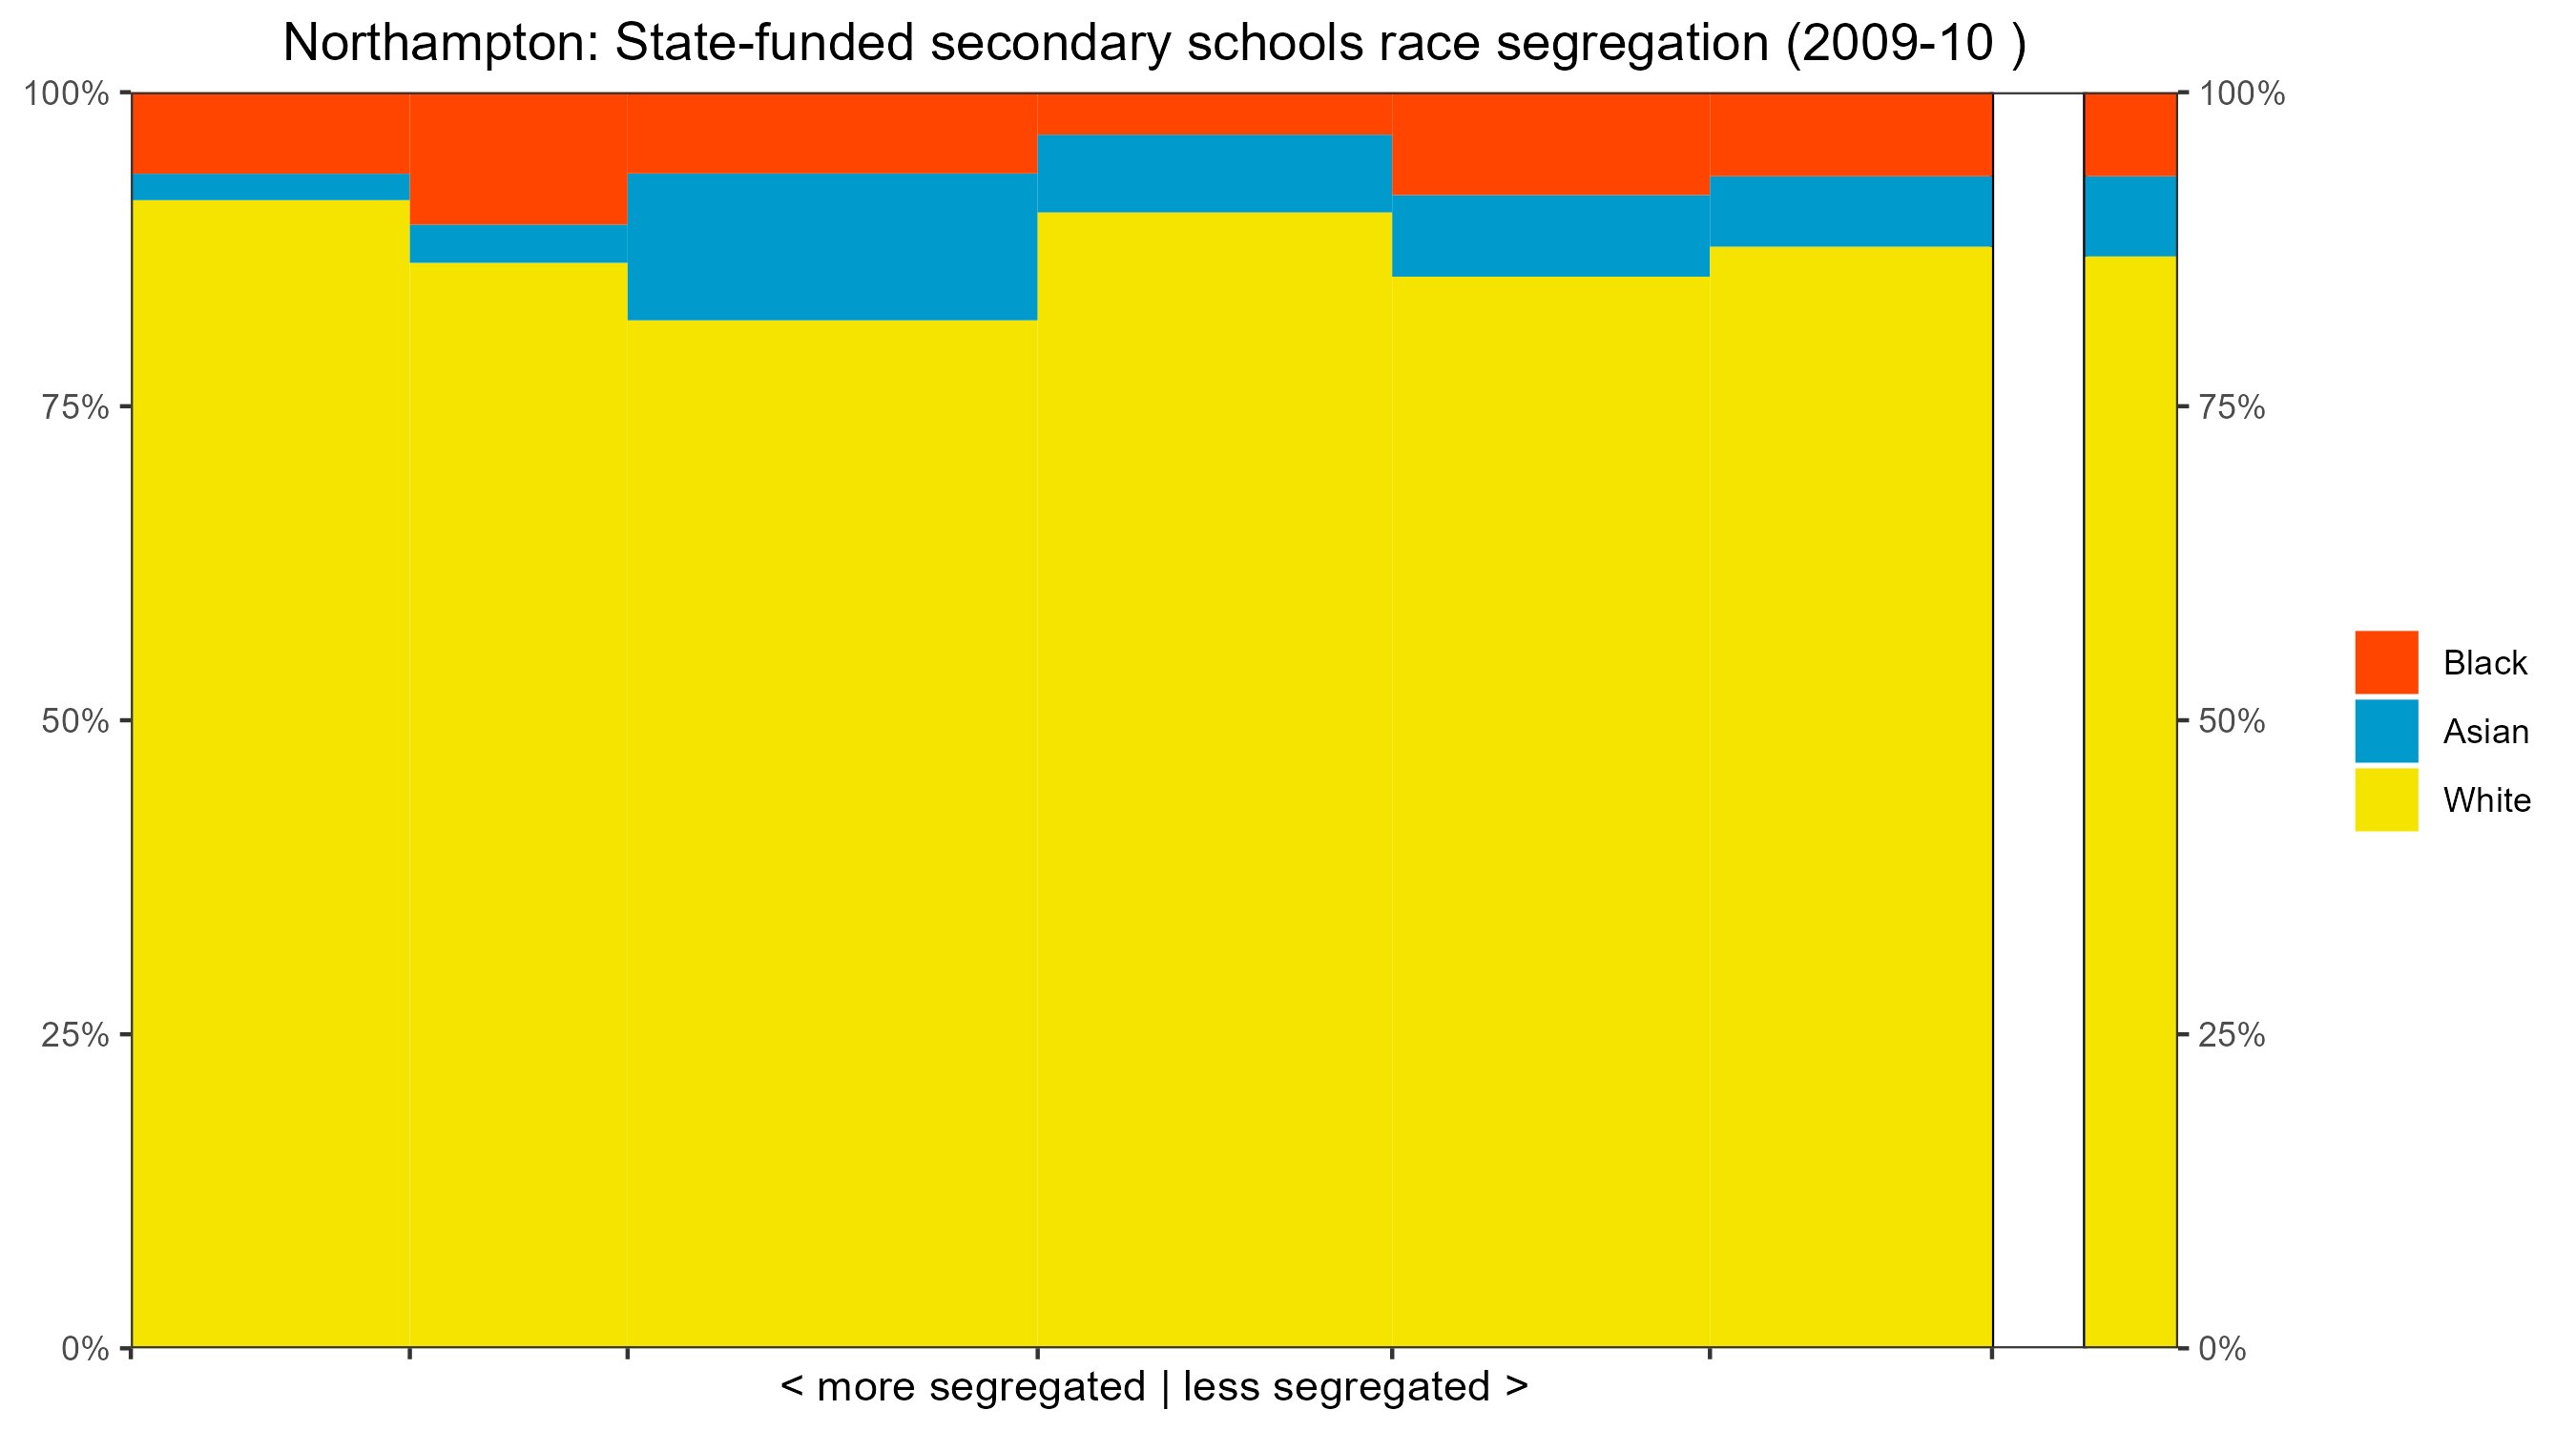 Northampton: State-funded secondary schools race segregation (2009-10 )
100%
75%
50%
25%
0%
100%
75%
50%
25%
0%
Black
Asian
White
< more segregated | less segregated >